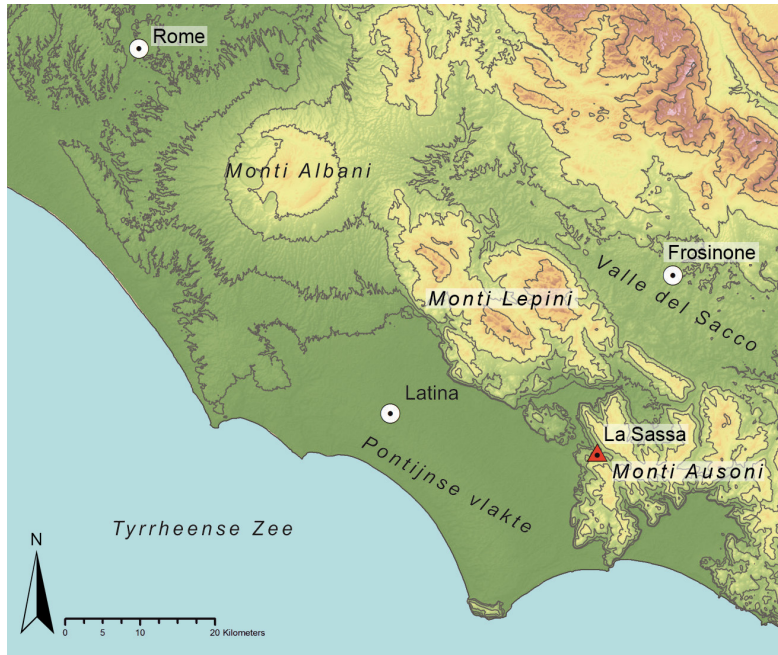 Rome
Monti Albani
Frosinone
Valle del Sacco
Monti Lepini
Latina
La Sassa
Monti Ausoni
Pontijnse vlakte
Tyrrheense Zee
N
0 5 10 20 Kilometers